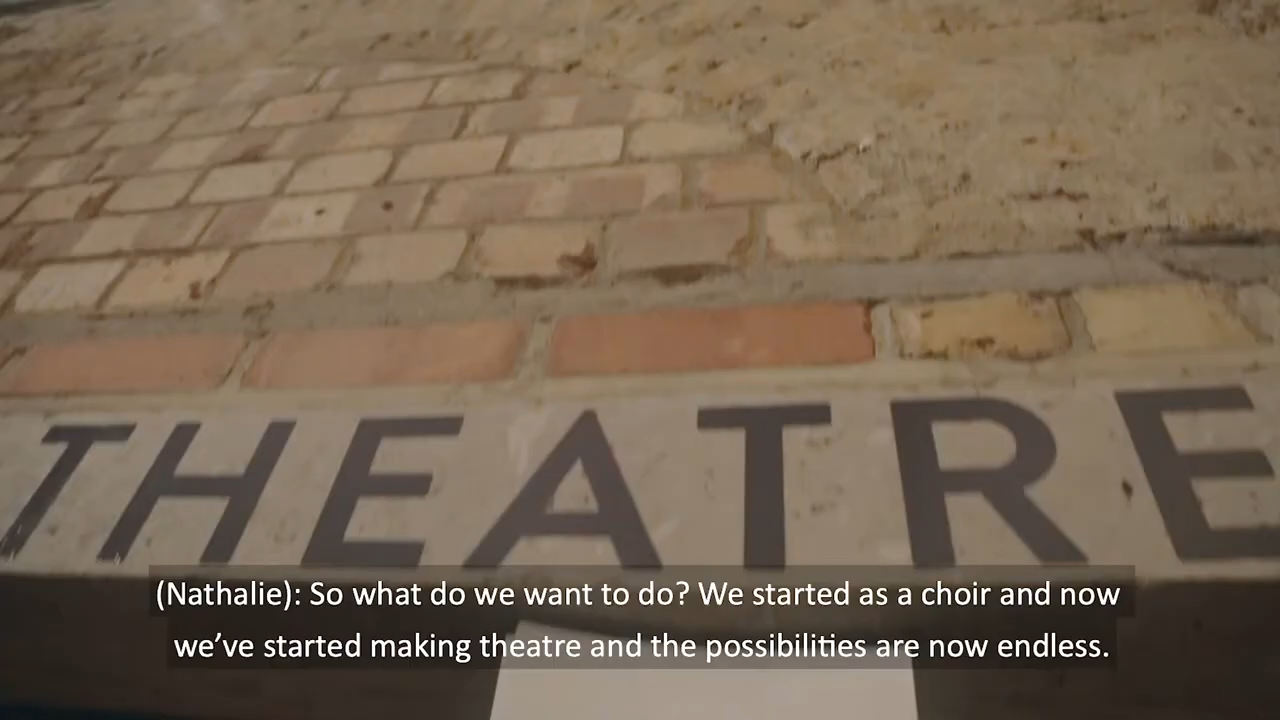 THEATRE
(Nathalie): So what do we want to do? We started as a choir and now
we’ve started making theatre and the possibilities are now endless.